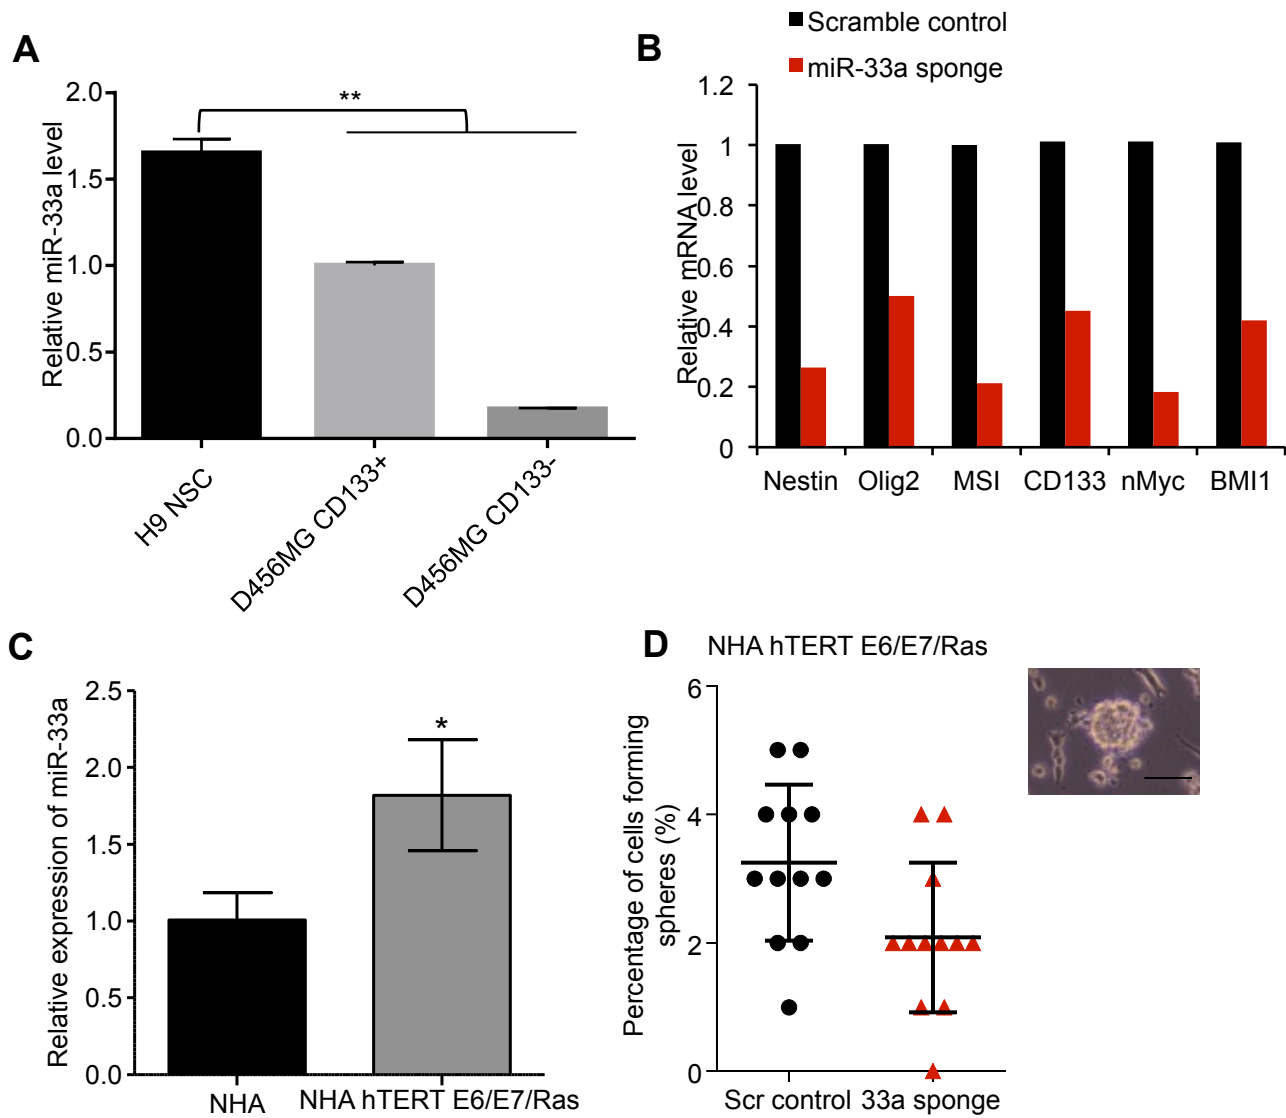 A
Relative miR-33a level
2.0
1.5
1.0
0.5
0.0
**
H9 NSC
D456MG CD133+
D456MG CD133-
B
Scramble control
miR-33a sponge
Relative mRNA level
1.2
1
0.8
0.6
0.4
0.2
0
Nestin Olig2 MSI CD133 nMyc BMI1
C
Relative expression of miR-33a
2.5
2.0
1.5
1.0
0.5
0.0
*
NHA NHA hTERT E6/E7/Ras
D
NHA hTERT E6/E7/Ras
Percentage of cells forming
spheres (%)
6
4
2
0
Scr control 33a sponge